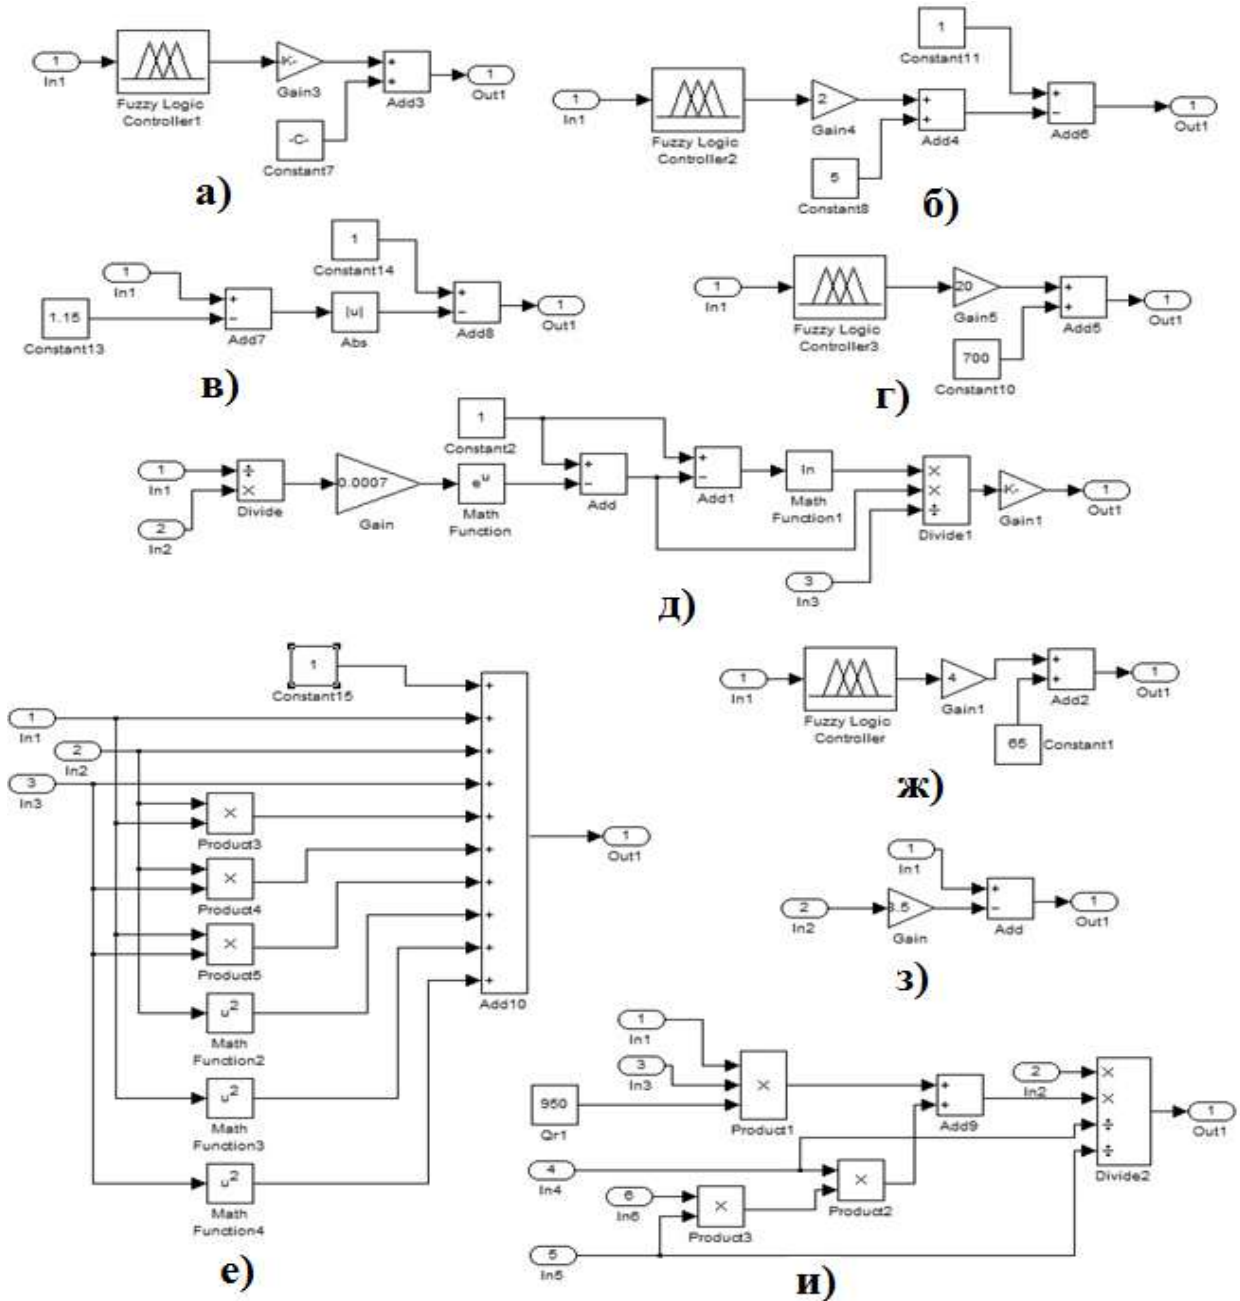 1
In1
Fuzzy Logic
Controller1
-K-
Gain3
-C-
Constant7
+
+
Add3
1
Out1
а)
1
In1
Fuzzy Logic
Controller2
2
Gain4
5
Constant8
+
+
Add4
1
Constant11
+
−
Add6
1
Out1
б)
1
In1
1.15
Constant13
+
−
Add7
|u|
Abs
1
Constant14
+
−
Add8
1
Out1
в)
1
In1
Fuzzy Logic
Controller3
20
Gain5
700
Constant10
+
+
Add5
1
Out1
г)
1
In1
2
In2
÷
×
Divide
0.0007
Gain
e^u
Math
Function
1
Constant2
+
−
Add
+
−
Add1
ln
Math
Function1
3
In3
×
×
÷
Divide1
-K-
Gain1
1
Out1
д)
1
Constant15
1
In1
2
In2
3
In3
×
Product3
×
Product4
×
Product5
u^2
Math
Function2
u^2
Math
Function3
u^2
Math
Function4
+
+
+
+
+
+
+
+
+
+
Add10
1
Out1
е)
1
In1
Fuzzy Logic
Controller
4
Gain1
65
Constant1
+
+
Add2
1
Out1
ж)
1
In1
2
In2
3.5
Gain
+
−
Add
1
Out1
з)
1
In1
3
In3
950
Qr1
×
Product1
4
In4
6
In6
5
In5
×
Product3
×
Product2
+
+
Add9
2
In2
×
×
÷
÷
Divide2
1
Out1
и)